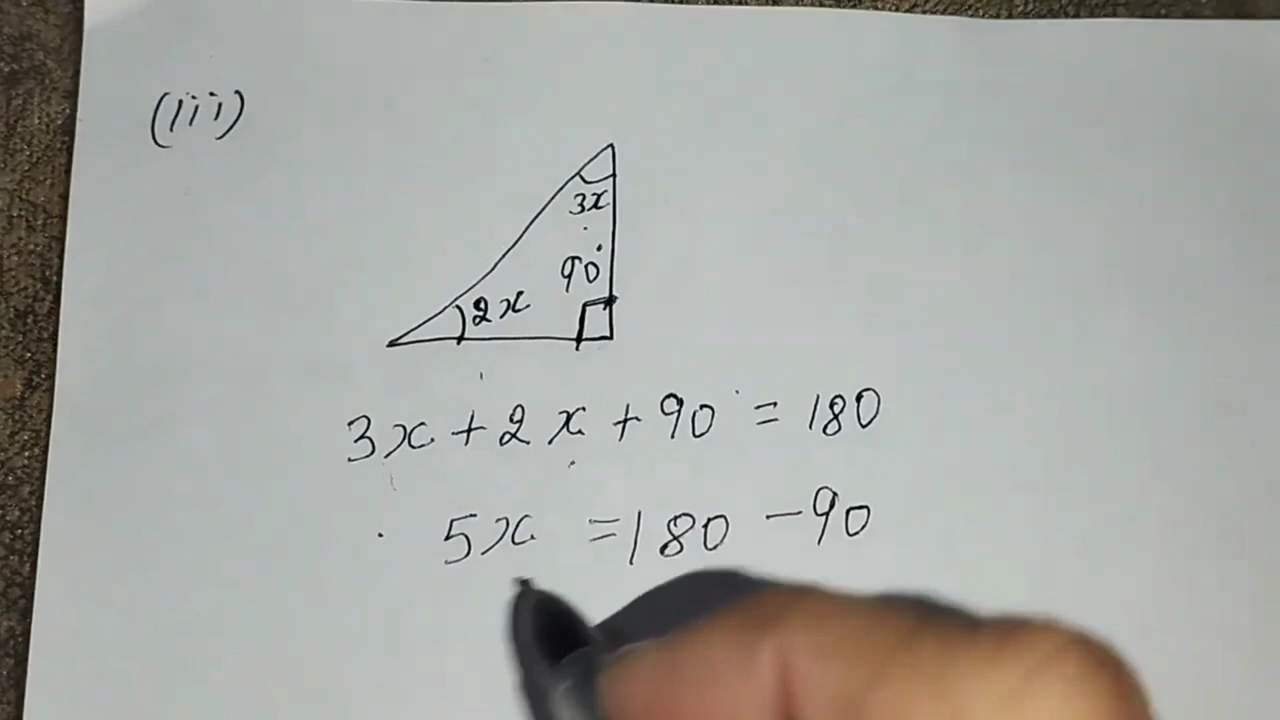 (iii)
3x
90°
2x
3x + 2x + 90° = 180
5x = 180 - 90